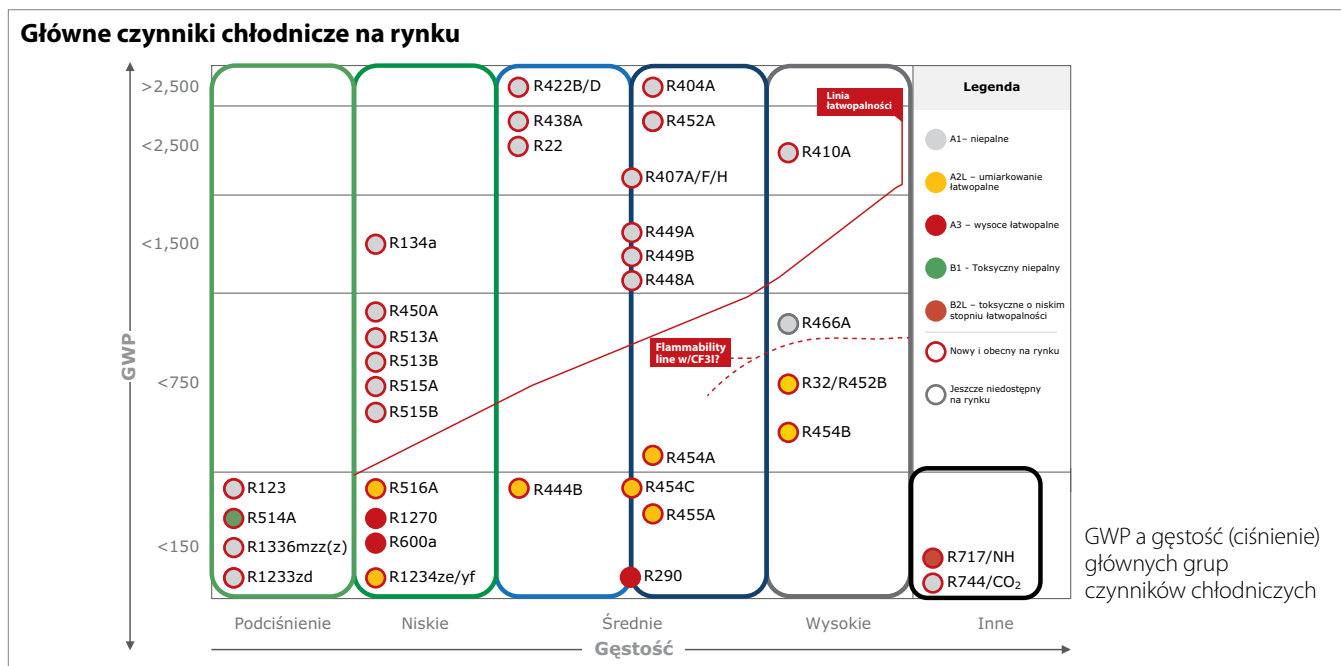 Główne czynniki chłodnicze na rynku
GWP
>2,500
<2,500
<1,500
<750
<150
R422B/D
R404A
R438A
R452A
R22
R410A
R407A/F/H
R134a
R449A
R449B
R448A
R450A
R513A
R513B
R515A
R515B
R466A
R32/R452B
R454B
R454A
R123
R514A
R1336mzz(z)
R1233zd
R516A
R1270
R600a
R1234ze/yf
R444B
R454C
R455A
R290
R717/NH
R744/CO₂
Linia
łatwopalności
Flammability
line w/CF3I?
Legenda
A1– niepalne
A2L – umiarkowanie
łatwopalne
A3 – wysoce łatwopalne
B1 - Toksyczny niepalny
B2L – toksyczne o niskim
stopniu łatwopalności
Nowy i obecny na rynku
Jeszcze niedostępny
na rynku
Podciśnienie
Niskie
Średnie
Wysokie
Inne
Gęstość
GWP a gęstość (ciśnienie)
głównych grup
czynników chłodniczych